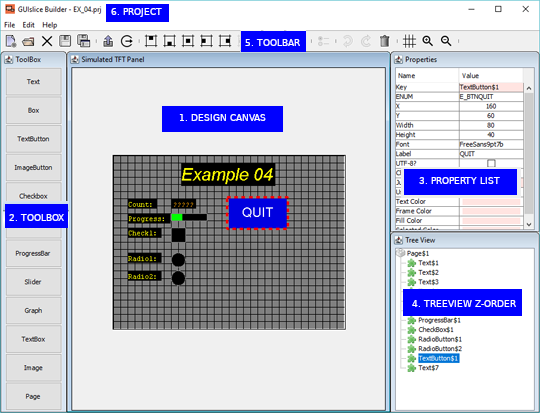 GUIslice Builder - EX_04.prj
6. PROJECT
File Edit Help
5. TOOLBAR
ToolBox
Text
Box
TextButton
ImageButton
Checkbox
2. TOOLBOX
ProgressBar
Slider
Graph
TextBox
Image
Page
Simulated TFT Panel
1. DESIGN CANVAS
Example 04
Count: ?????
Progress:
Check1:
Radio1:
Radio2:
QUIT
Properties
Name Value
Key TextButton$1
ENUM E_BTNQUIT
X 160
Y 60
Width 80
Height 40
Font FreeSans9pt7b
Label QUIT
UTF-8?
3. PROPERTY LIST
Text Color
Frame Color
Fill Color
Selected Color
Tree View
Page$1
Text$1
Text$2
Text$3
4. TREEVIEW Z-ORDER
ProgressBar$1
CheckBox$1
RadioButton$1
RadioButton$2
TextButton$1
Text$7